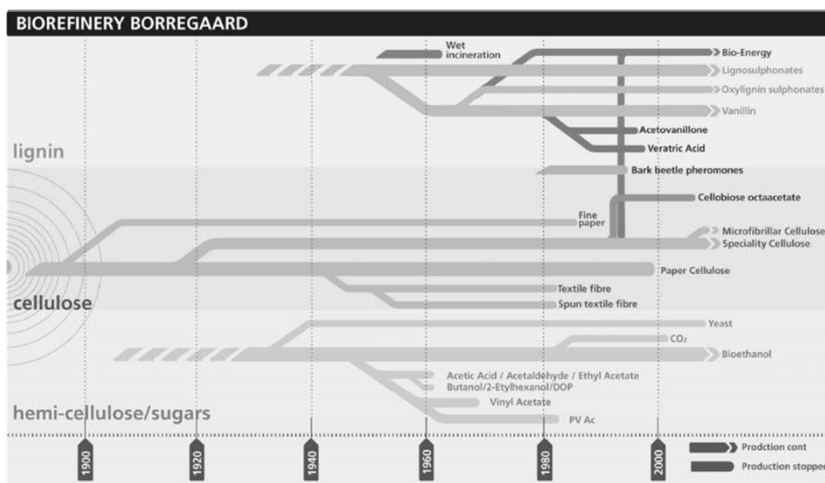 BIOREFINERY BORREGAARD
Wet
incineration
Bio-Energy
Lignosulphonates
Oxylignin sulphonates
Vanillin
Acetovanillone
Veratric Acid
lignin
Bark beetle pheromones
Cellobiose octaacetate
Fine
paper
Microfibrillar Cellulose
Speciality Cellulose
Paper Cellulose
Textile fibre
cellulose
Spun textile fibre
Yeast
CO₂
Bioethanol
Acetic Acid / Acetaldehyde / Ethyl Acetate
Butanol/2-Etylhexanol/DOP
Vinyl Acetate
hemi-cellulose/sugars
PV Ac
1900
1920
1940
1960
1980
2000
Prodction cont
Production stopped